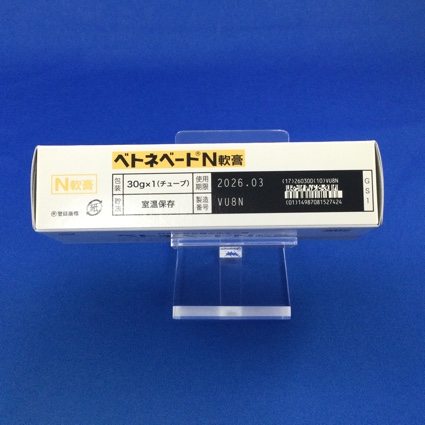 ベトネベード®N軟膏
N軟膏
包装 30g×1(チューブ) 使用期限 2026.03
貯法 室温保存 製造番号 VU8N
(17)260300(10)VU8N
(01)14987081527424
GS1
®登録商標
紙